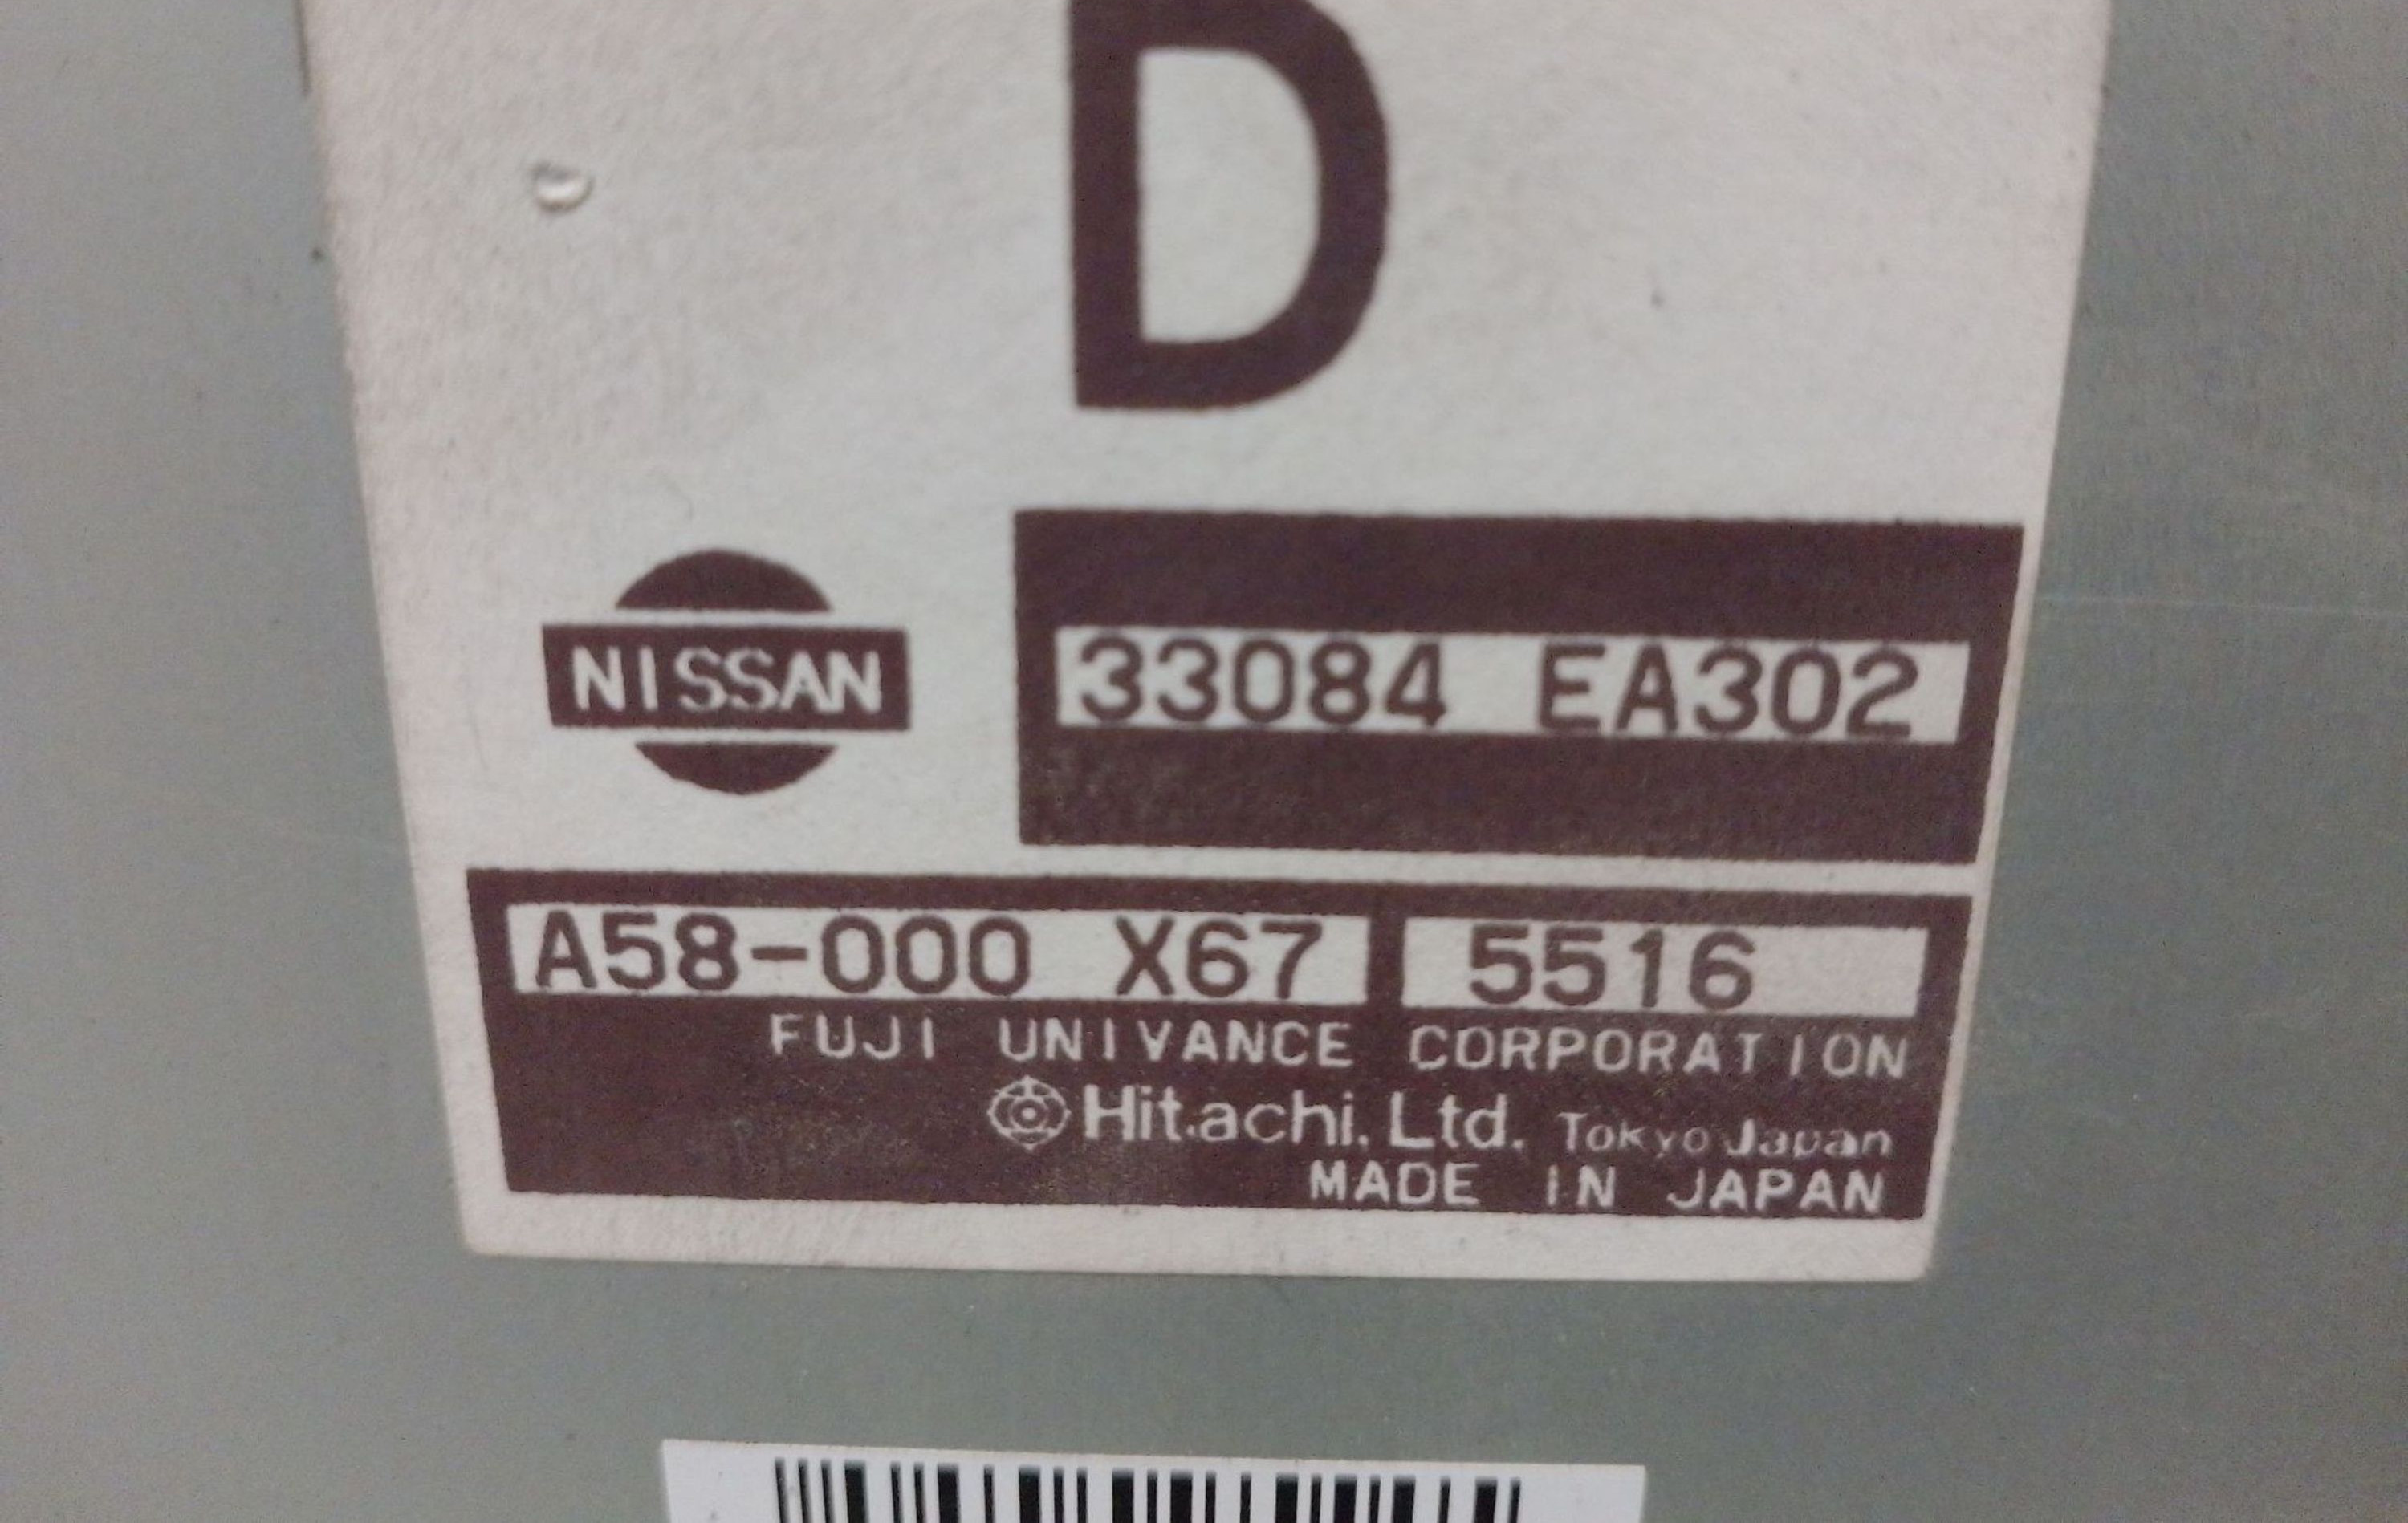 D
NISSAN
33084 EA302
A58-000 X67 5516
FUJI UNIVANCE CORPORATION
Hitachi, Ltd. Tokyo Japan
MADE IN JAPAN